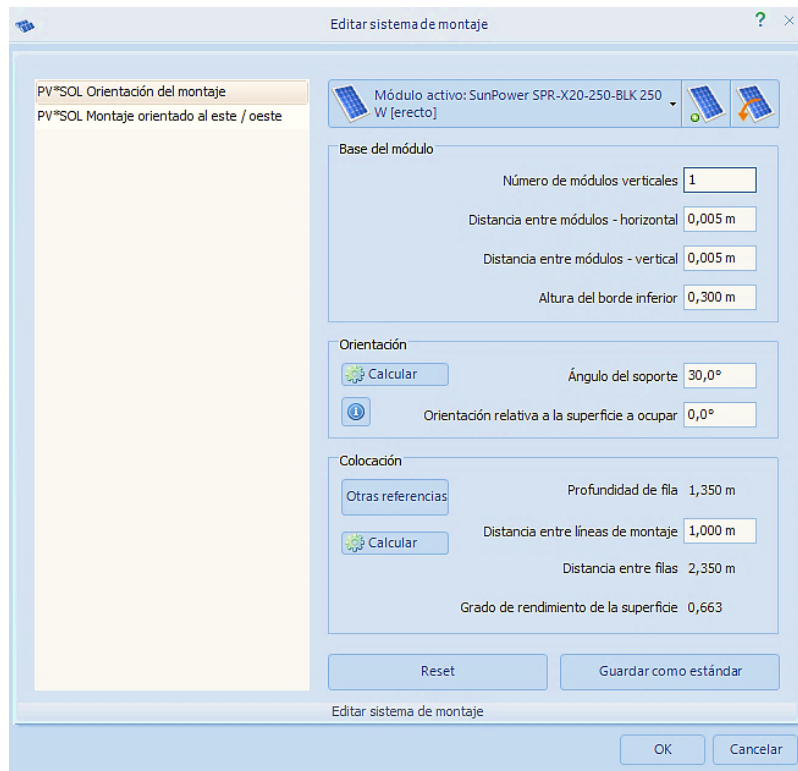 Editar sistema de montaje
?
PV*SOL Orientación del montaje
PV*SOL Montaje orientado al este / oeste
Módulo activo: SunPower SPR-X20-250-BLK 250
W [erecto]
Base del módulo
Número de módulos verticales 1
Distancia entre módulos - horizontal 0,005 m
Distancia entre módulos - vertical 0,005 m
Altura del borde inferior 0,300 m
Orientación
Calcular
Ángulo del soporte 30,0°
Orientación relativa a la superficie a ocupar 0,0°
Colocación
Otras referencias
Profundidad de fila 1,350 m
Distancia entre líneas de montaje 1,000 m
Calcular
Distancia entre filas 2,350 m
Grado de rendimiento de la superficie 0,663
Reset
Guardar como estándar
Editar sistema de montaje
OK
Cancelar